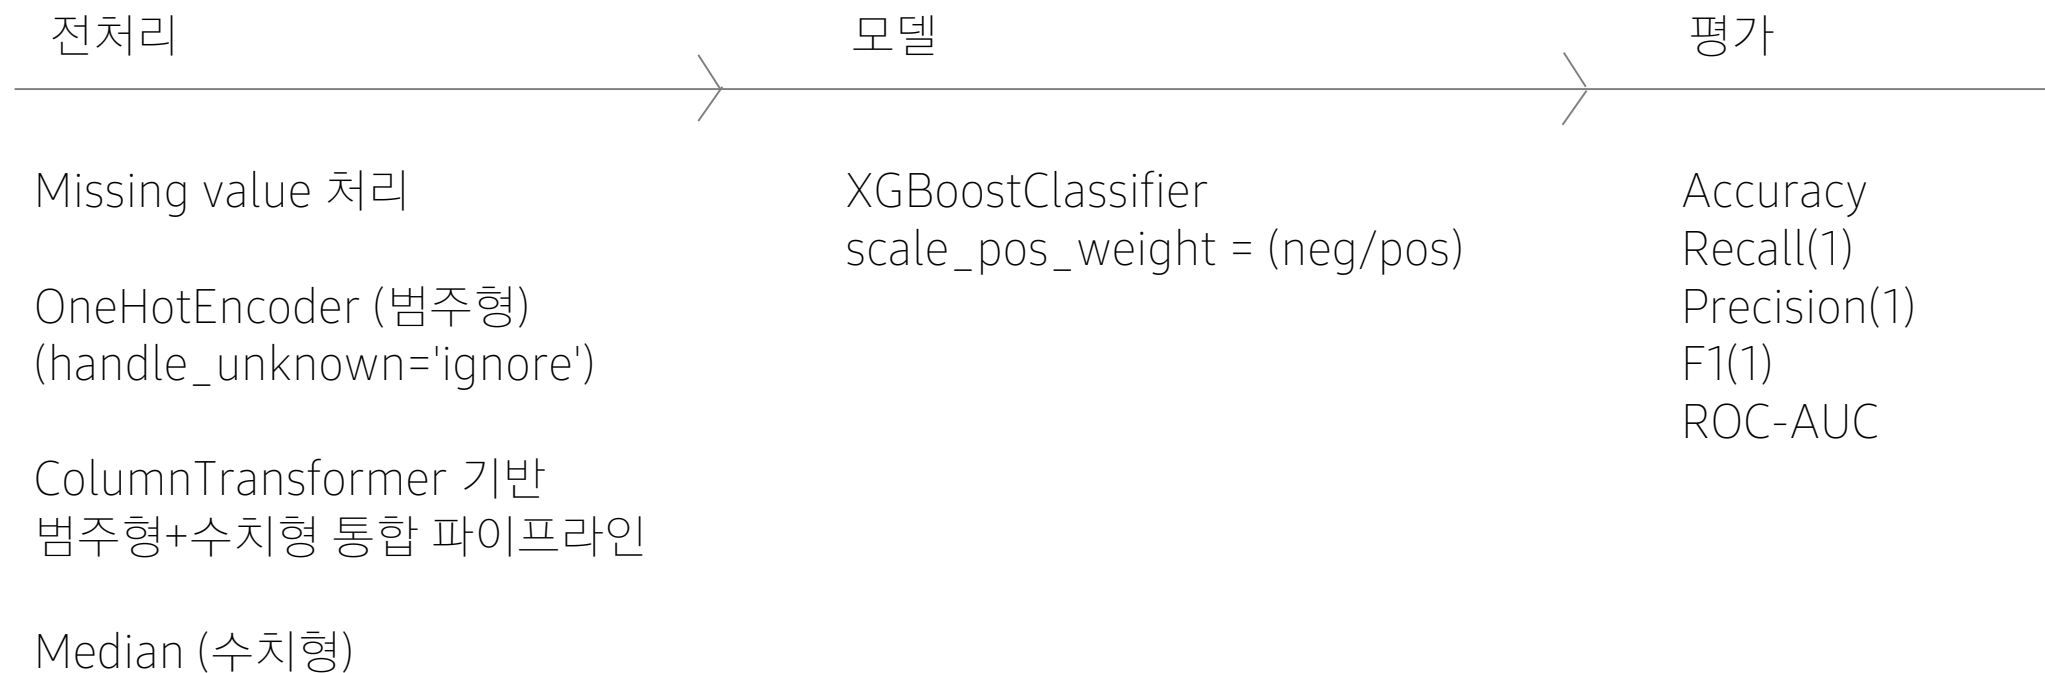 전처리
모델
평가
Missing value 처리
OneHotEncoder (범주형)
(handle_unknown='ignore')
ColumnTransformer 기반
범주형+수치형 통합 파이프라인
Median (수치형)
XGBoostClassifier
scale_pos_weight = (neg/pos)
Accuracy
Recall(1)
Precision(1)
F1(1)
ROC-AUC